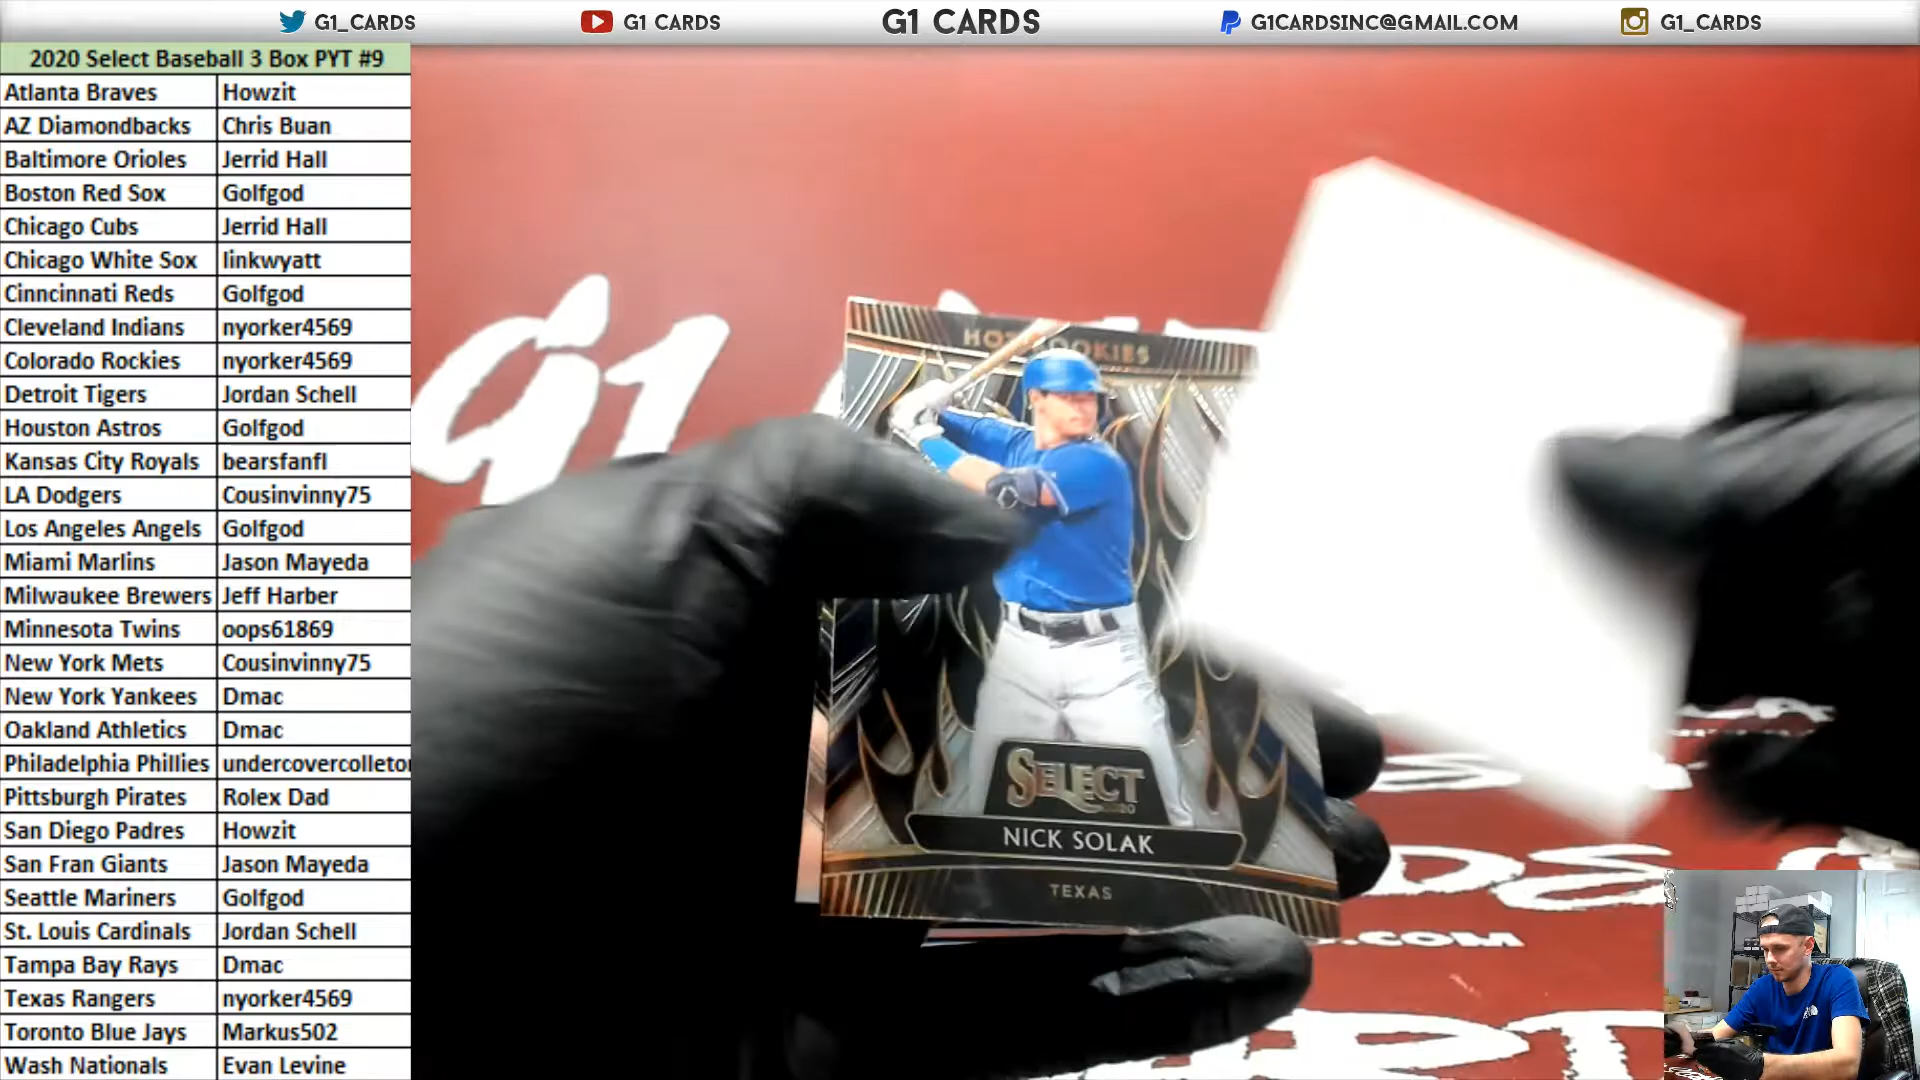 G1_CARDS
G1 CARDS
G1 CARDS
G1CARDSINC@GMAIL.COM
G1_CARDS
2020 Select Baseball 3 Box PYT #9
Atlanta Braves Howzit
AZ Diamondbacks Chris Buan
Baltimore Orioles Jerrid Hall
Boston Red Sox Golfgod
Chicago Cubs Jerrid Hall
Chicago White Sox linkwyatt
Cinncinnati Reds Golfgod
Cleveland Indians nyorker4569
Colorado Rockies nyorker4569
Detroit Tigers Jordan Schell
Houston Astros Golfgod
Kansas City Royals bearsfanfl
LA Dodgers Cousinvinny75
Los Angeles Angels Golfgod
Miami Marlins Jason Mayeda
Milwaukee Brewers Jeff Harber
Minnesota Twins oops61869
New York Mets Cousinvinny75
New York Yankees Dmac
Oakland Athletics Dmac
Philadelphia Phillies undercovercolletor
Pittsburgh Pirates Rolex Dad
San Diego Padres Howzit
San Fran Giants Jason Mayeda
Seattle Mariners Golfgod
St. Louis Cardinals Jordan Schell
Tampa Bay Rays Dmac
Texas Rangers nyorker4569
Toronto Blue Jays Markus502
Wash Nationals Evan Levine
G1
HOT ROOKIES
SELECT
2020
NICK SOLAK
TEXAS
.COM